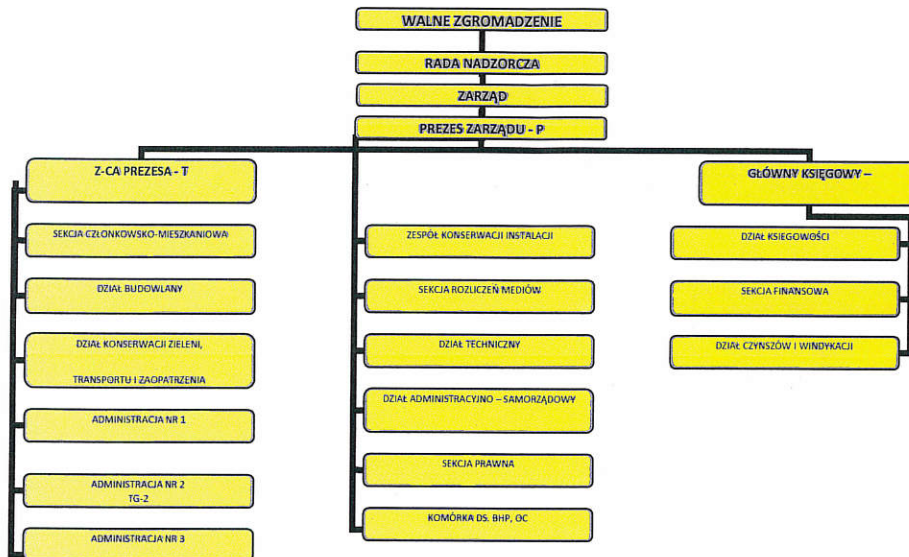 WALNE ZGROMADZENIE
RADA NADZORCZA
ZARZĄD
PREZES ZARZĄDU - P
Z-CA PREZESA - T
GŁÓWNY KSIĘGOWY –
SEKCJA CZŁONKOWSKO-MIESZKANIOWA
DZIAŁ BUDOWLANY
DZIAŁ KONSERWACJI ZIELENI,
TRANSPORTU I ZAOPATRZENIA
ADMINISTRACJA NR 1
ADMINISTRACJA NR 2
TG-2
ADMINISTRACJA NR 3
ZESPÓŁ KONSERWACJI INSTALACJI
SEKCJA ROZLICZEŃ MEDIÓW
DZIAŁ TECHNICZNY
DZIAŁ ADMINISTRACYJNO – SAMORZĄDOWY
SEKCJA PRAWNA
KOMÓRKA DS. BHP, OC
DZIAŁ KSIEGOWOŚCI
SEKCJA FINANSOWA
DZIAŁ CZYNSZÓW I WINDYKACJI